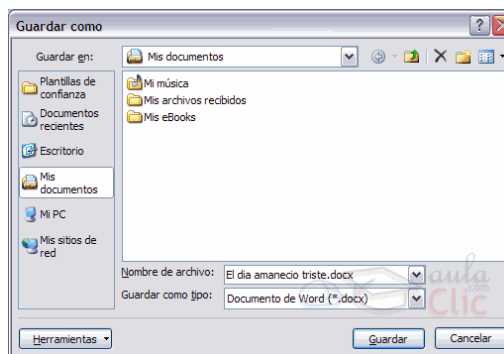 Guardar como
Guardar en:
Mis documentos
Plantillas de
confianza
Documentos
recientes
Escritorio
Mis
documentos
Mi PC
Mis sitios de
red
Mi música
Mis archivos recibidos
Mis eBooks
Nombre de archivo:
El dia amanecio triste.docx
Guardar como tipo:
Documento de Word (*.docx)
aula
.com
Clic
Herramientas
Guardar
Cancelar